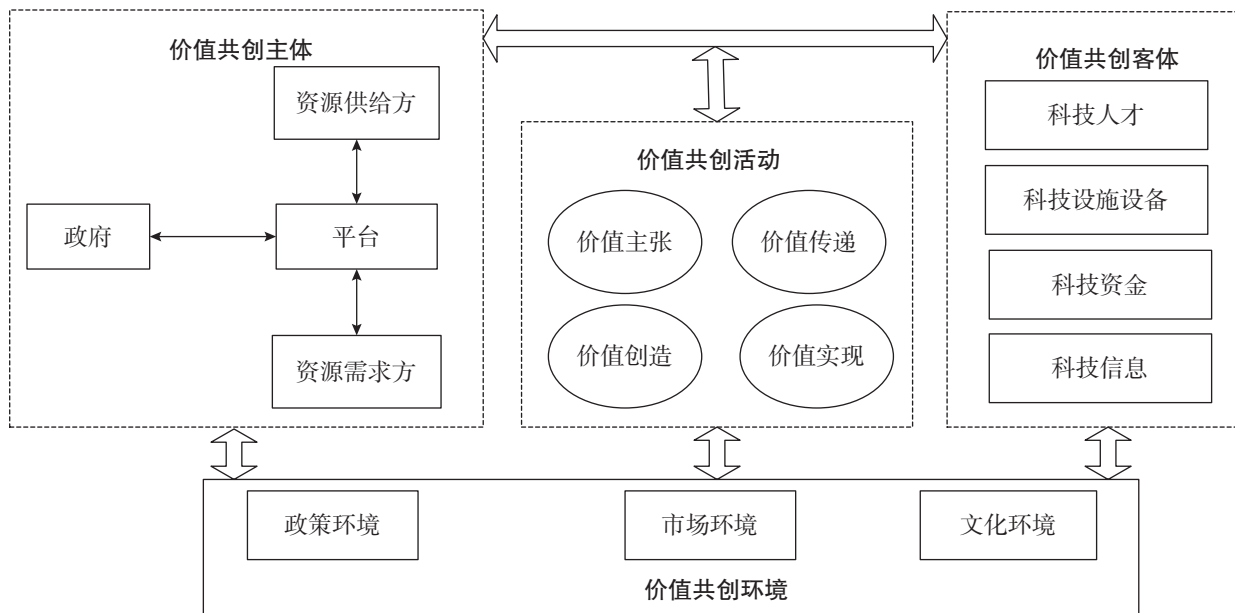 价值共创主体
资源供给方
政府
平台
资源需求方
价值共创活动
价值主张
价值传递
价值创造
价值实现
价值共创客体
科技人才
科技设施设备
科技资金
科技信息
政策环境
市场环境
文化环境
价值共创环境